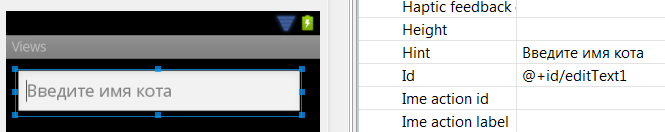 Views
Введите имя кота
Haptic feedback
Height
Hint Введите имя кота
Id @+id/editText1
Ime action id
Ime action label